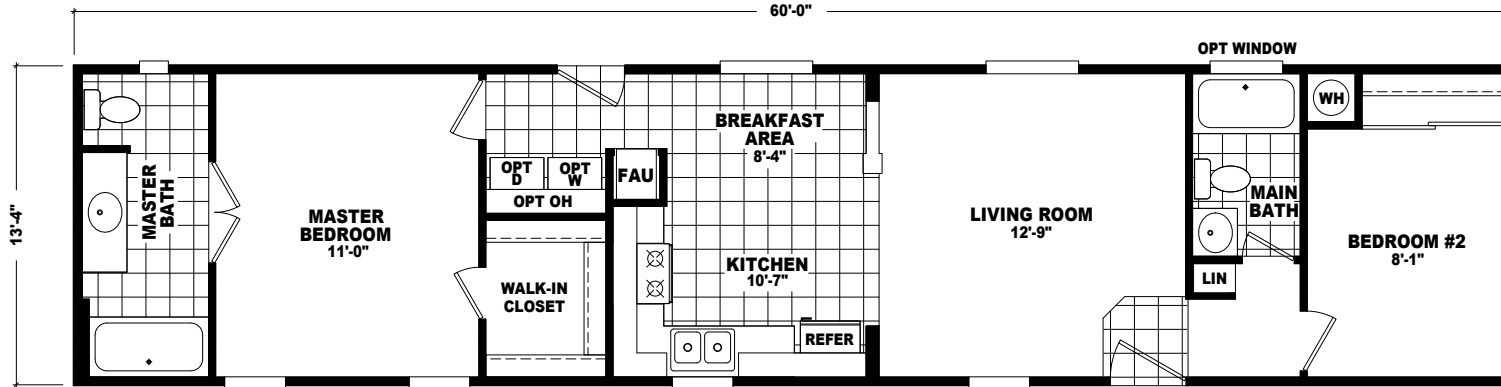 60'-0"
OPT WINDOW
13'-4"
MASTER
BATH
MASTER
BEDROOM
11'-0"
OPT
D
OPT
W
OPT OH
WALK-IN
CLOSET
FAU
BREAKFAST
AREA
8'-4"
KITCHEN
10'-7"
REFER
LIVING ROOM
12'-9"
MAIN
BATH
LIN
WH
BEDROOM #2
8'-1"